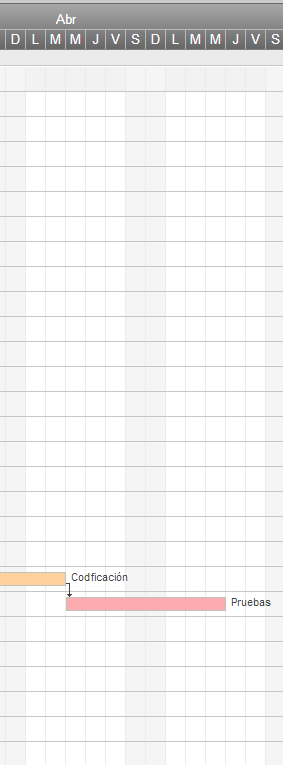 Abr
D L M M J V S D L M M J V S
Codficación
Pruebas